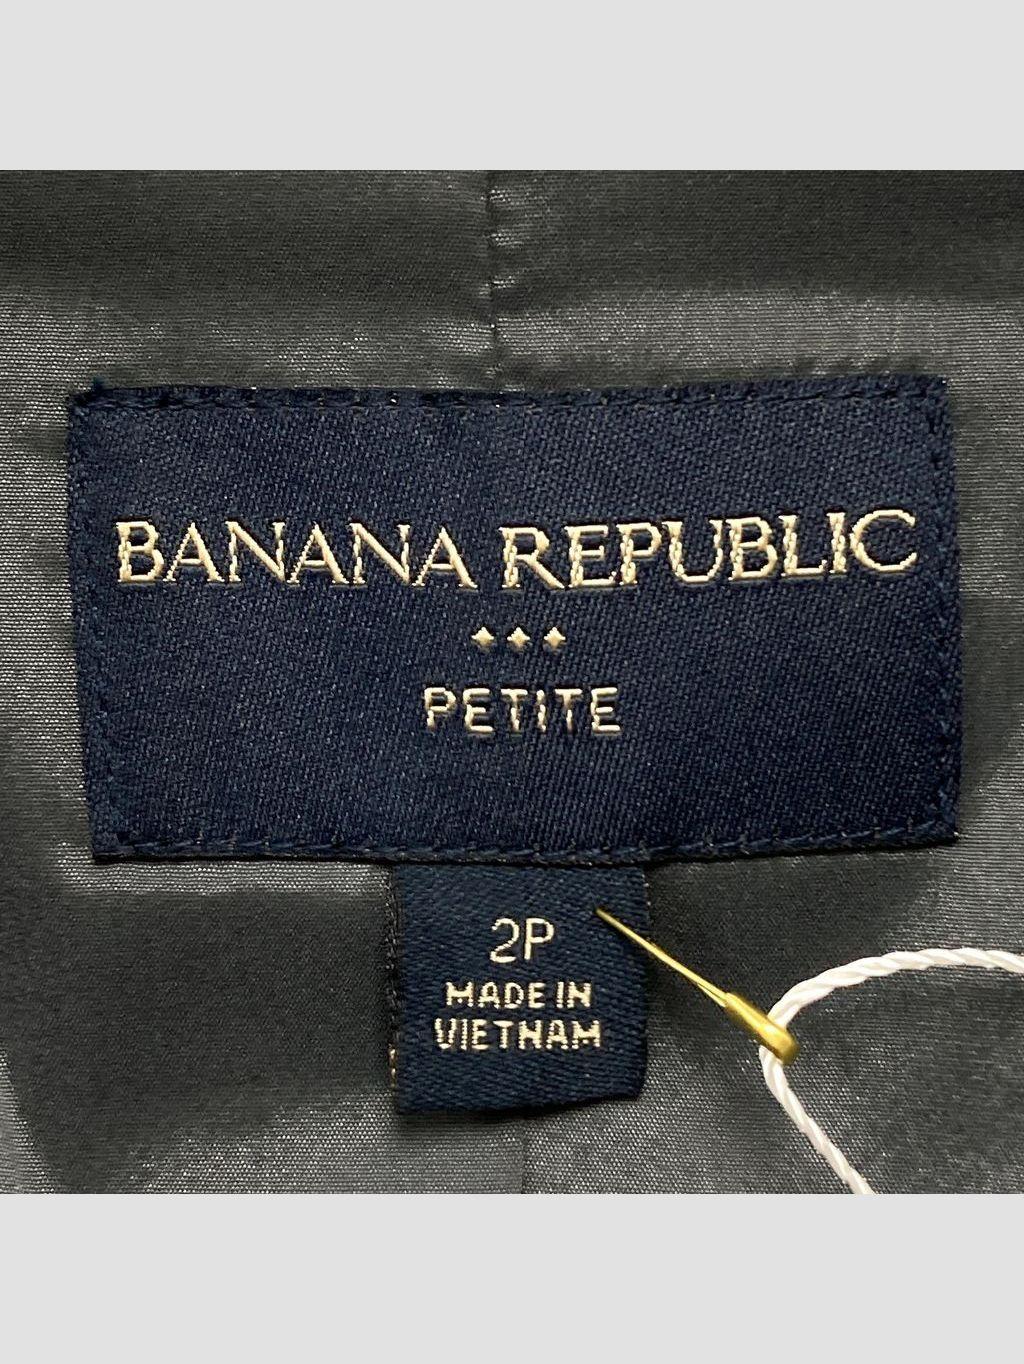 BANANA REPUBLIC
PETITE
2P
MADE IN
VIETNAM